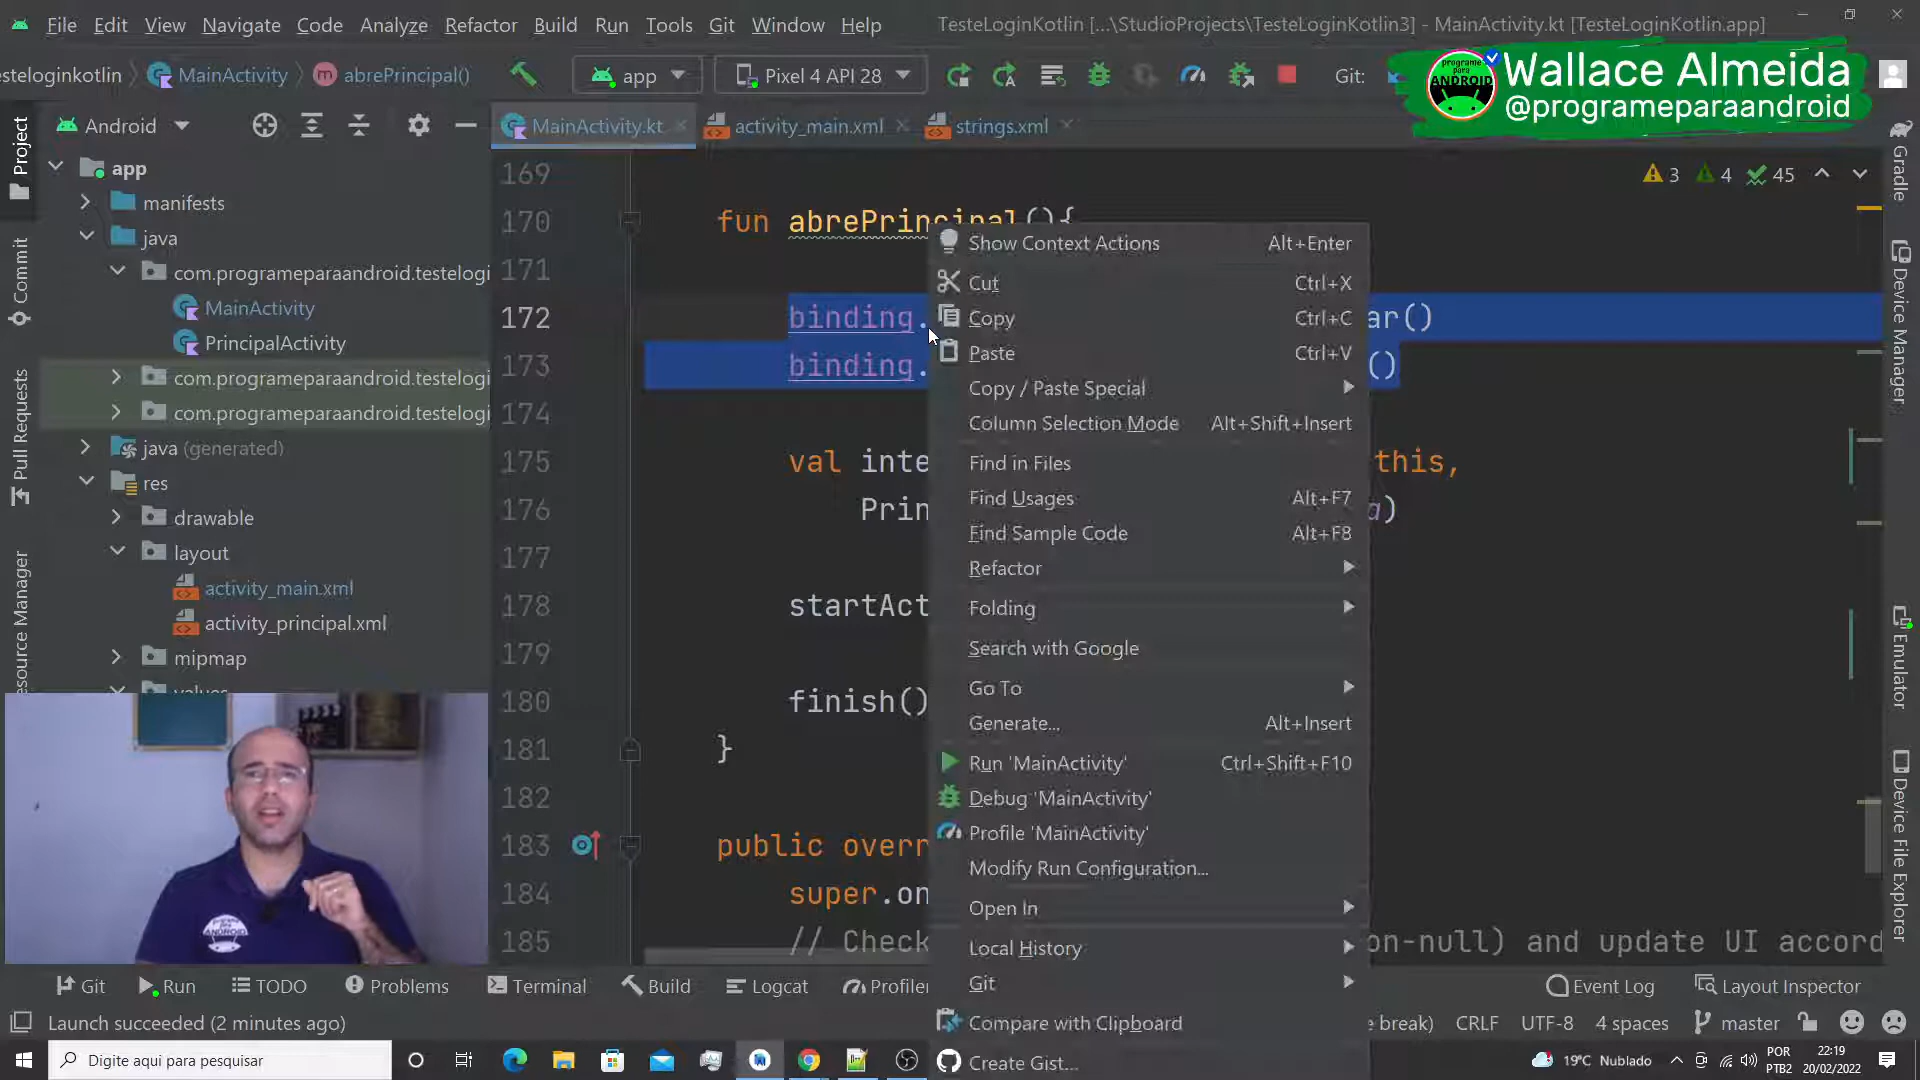 File Edit View Navigate Code Analyze Refactor Build Run Tools Git Window Help TesteLoginKotlin [...\StudioProjects\TesteLoginKotlin3] - MainActivity.kt [TesteLoginKotlin.app]
esteloginkotlin MainActivity abrePrincipal() app Pixel 4 API 28 Git:
programe para ANDROID
Wallace Almeida
@programeparaandroid
Android
MainActivity.kt activity_main.xml strings.xml
Project
Commit
Pull Requests
esource Manager
app
manifests
java
com.programeparaandroid.testelogi
MainActivity
PrincipalActivity
com.programeparaandroid.testelogi
com.programeparaandroid.testelogi
java (generated)
res
drawable
layout
activity_main.xml
activity_principal.xml
mipmap
values
3 4 45
169
170 fun abrePrincipal(){
171
172 binding. ar()
173 binding. ()
174
175 val inte this,
176 Prin a)
177
178 startAct
179
180 finish()
181 }
182
183 public overr
184 super.on
185 // Check on-null) and update UI accord
Show Context Actions Alt+Enter
Cut Ctrl+X
Copy Ctrl+C
Paste Ctrl+V
Copy / Paste Special
Column Selection Mode Alt+Shift+Insert
Find in Files
Find Usages Alt+F7
Find Sample Code Alt+F8
Refactor
Folding
Search with Google
Go To
Generate... Alt+Insert
Run 'MainActivity' Ctrl+Shift+F10
Debug 'MainActivity'
Profile 'MainActivity'
Modify Run Configuration...
Open In
Local History
Git
Compare with Clipboard
Create Gist...
Gradle
Device Manager
Emulator
Device File Explorer
Git Run TODO Problems Terminal Build Logcat Profiler Event Log Layout Inspector
Launch succeeded (2 minutes ago) e break) CRLF UTF-8 4 spaces master
Digite aqui para pesquisar 19°C Nublado POR PTB2 22:19 20/02/2022